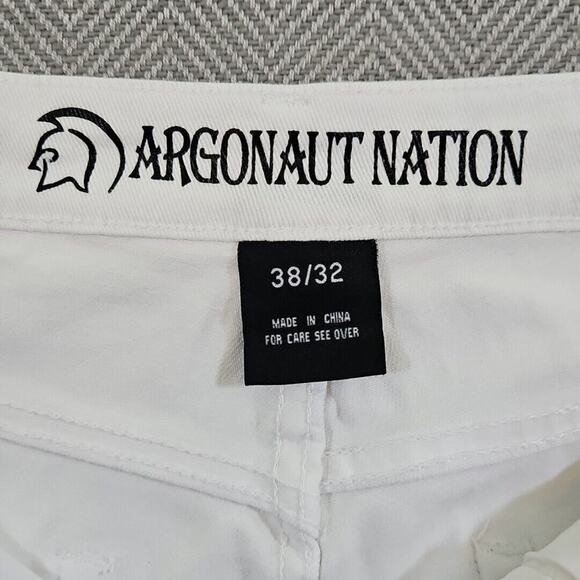 ARGONAUT NATION
38/32
MADE IN CHINA
FOR CARE SEE OVER